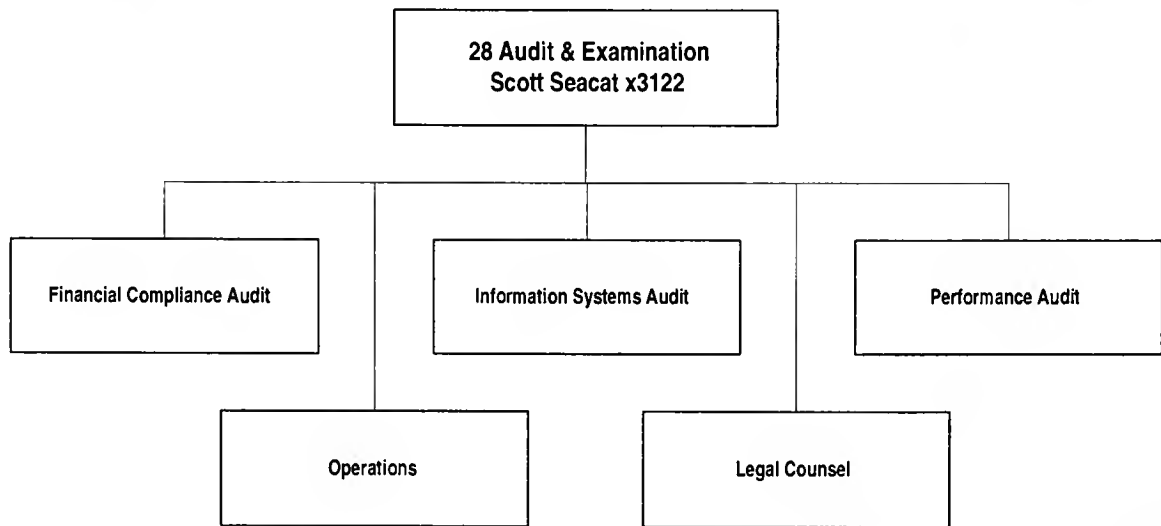 28 Audit & Examination
Scott Seacat x3122
Financial Compliance Audit
Information Systems Audit
Performance Audit
Operations
Legal Counsel